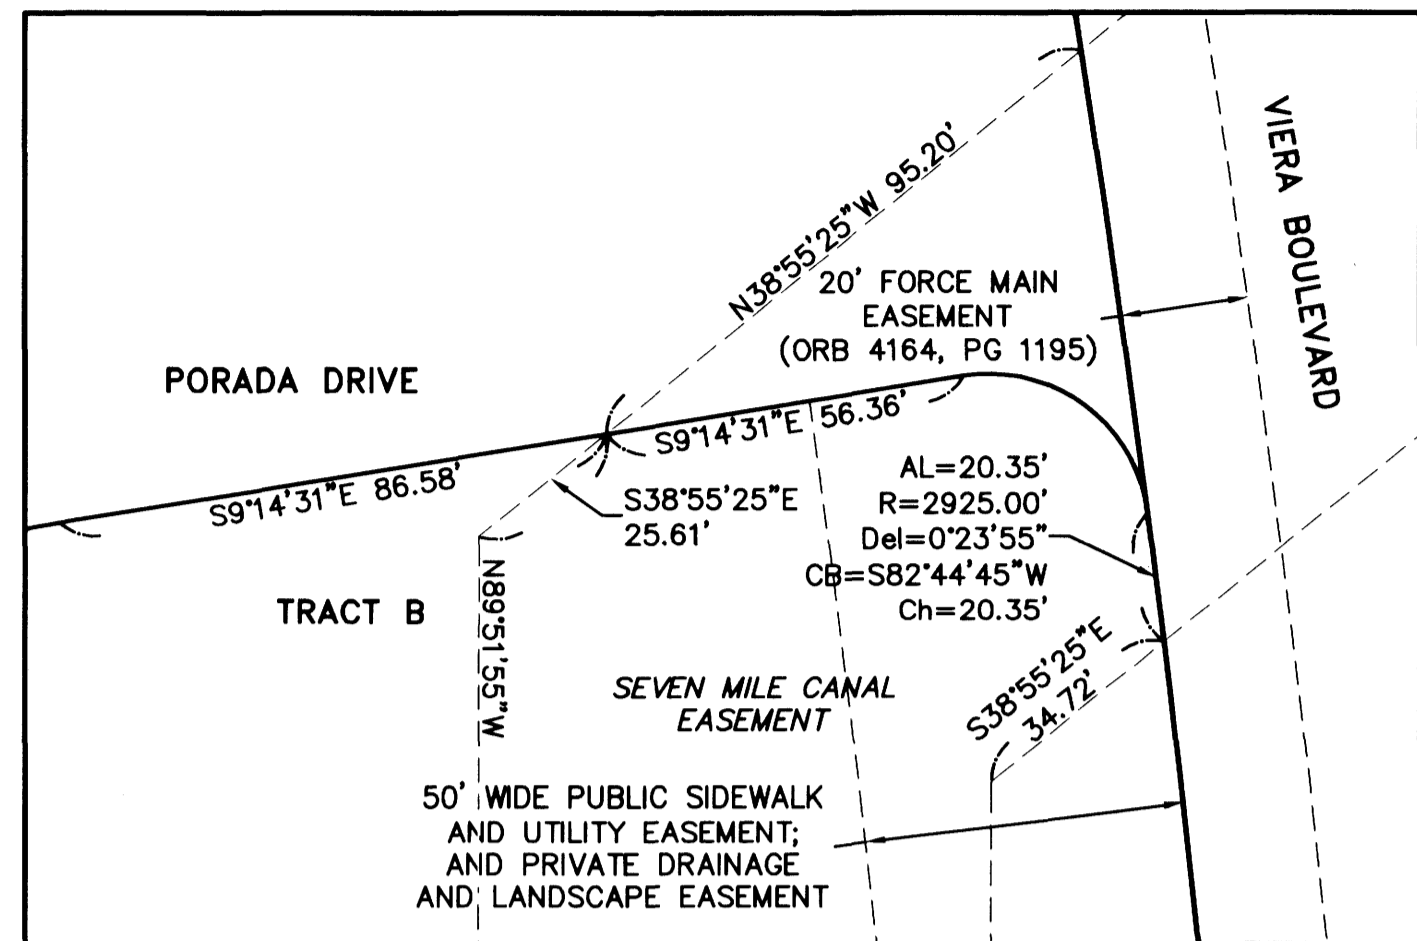 VIERA BOULEVARD
N38°55'25"W 95.20'
20' FORCE MAIN
EASEMENT
(ORB 4164, PG 1195)
PORADA DRIVE
S9°14'31"E 56.36'
S9°14'31"E 86.58'
S38°55'25"E
25.61'
AL=20.35'
R=2925.00'
Del=0°23'55"
CB=S82°44'45"W
Ch=20.35'
TRACT B
N89°51'55"W
S38°55'25"E
34.72'
SEVEN MILE CANAL
EASEMENT
50' WIDE PUBLIC SIDEWALK
AND UTILITY EASEMENT;
AND PRIVATE DRAINAGE
AND LANDSCAPE EASEMENT